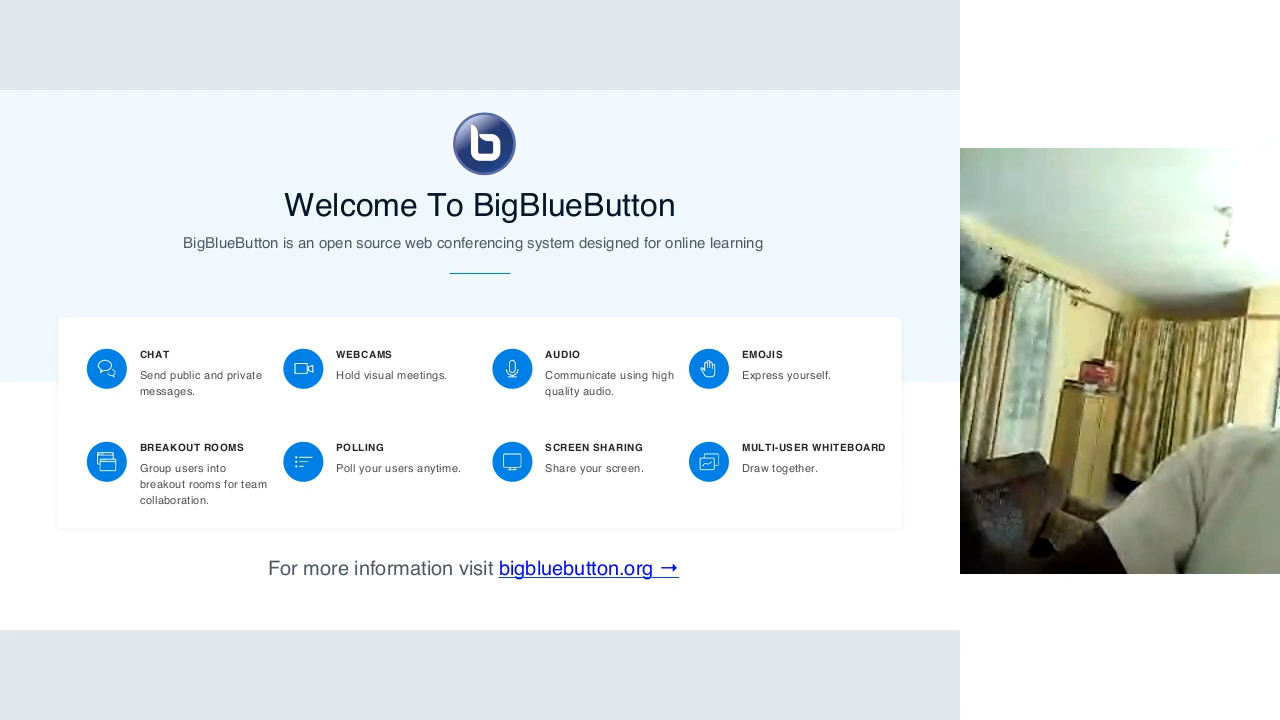 Welcome To BigBlueButton
BigBlueButton is an open source web conferencing system designed for online learning
CHAT
Send public and private
messages.
WEBCAMS
Hold visual meetings.
AUDIO
Communicate using high
quality audio.
EMOJIS
Express yourself.
BREAKOUT ROOMS
Group users into
breakout rooms for team
collaboration.
POLLING
Poll your users anytime.
SCREEN SHARING
Share your screen.
MULTI-USER WHITEBOARD
Draw together.
For more information visit bigbluebutton.org →